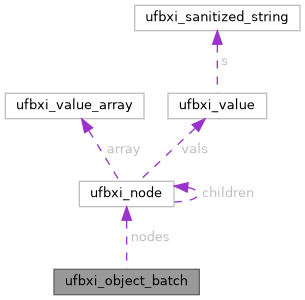 ufbxi_sanitized_string
s
ufbxi_value_array
ufbxi_value
array
vals
ufbxi_node
children
nodes
ufbxi_object_batch